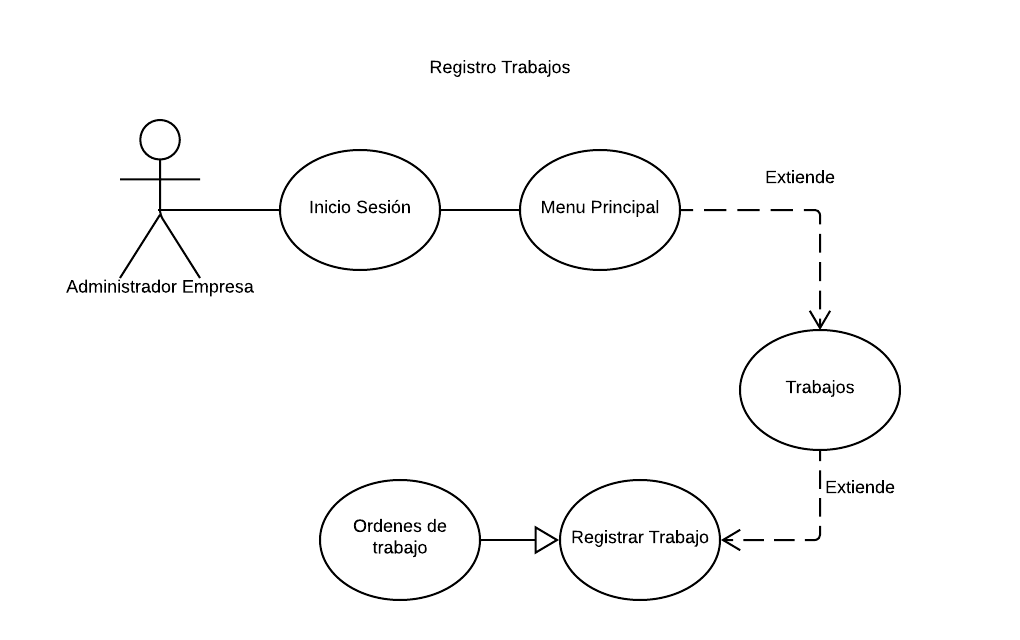 Registro Trabajos
Extiende
Inicio Sesión
Menu Principal
Administrador Empresa
Trabajos
Extiende
Ordenes de
trabajo
Registrar Trabajo